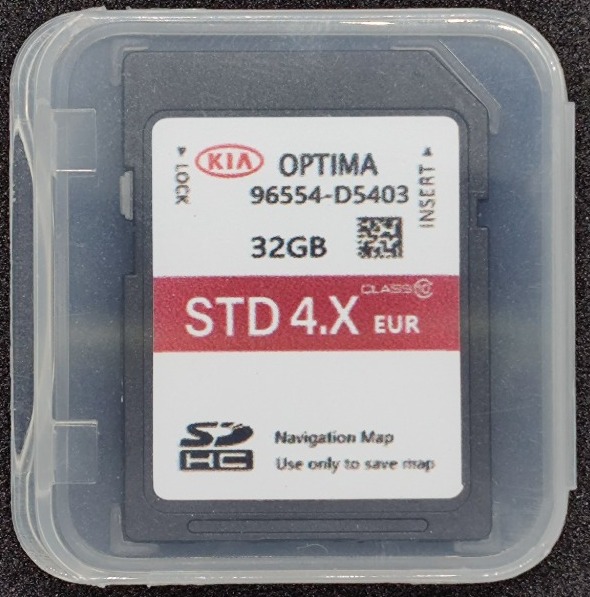 LOCK
KIA OPTIMA
INSERT
96554-D5403
32GB
CLASS 10
STD 4.X EUR
SD
HC
Navigation Map
Use only to save map